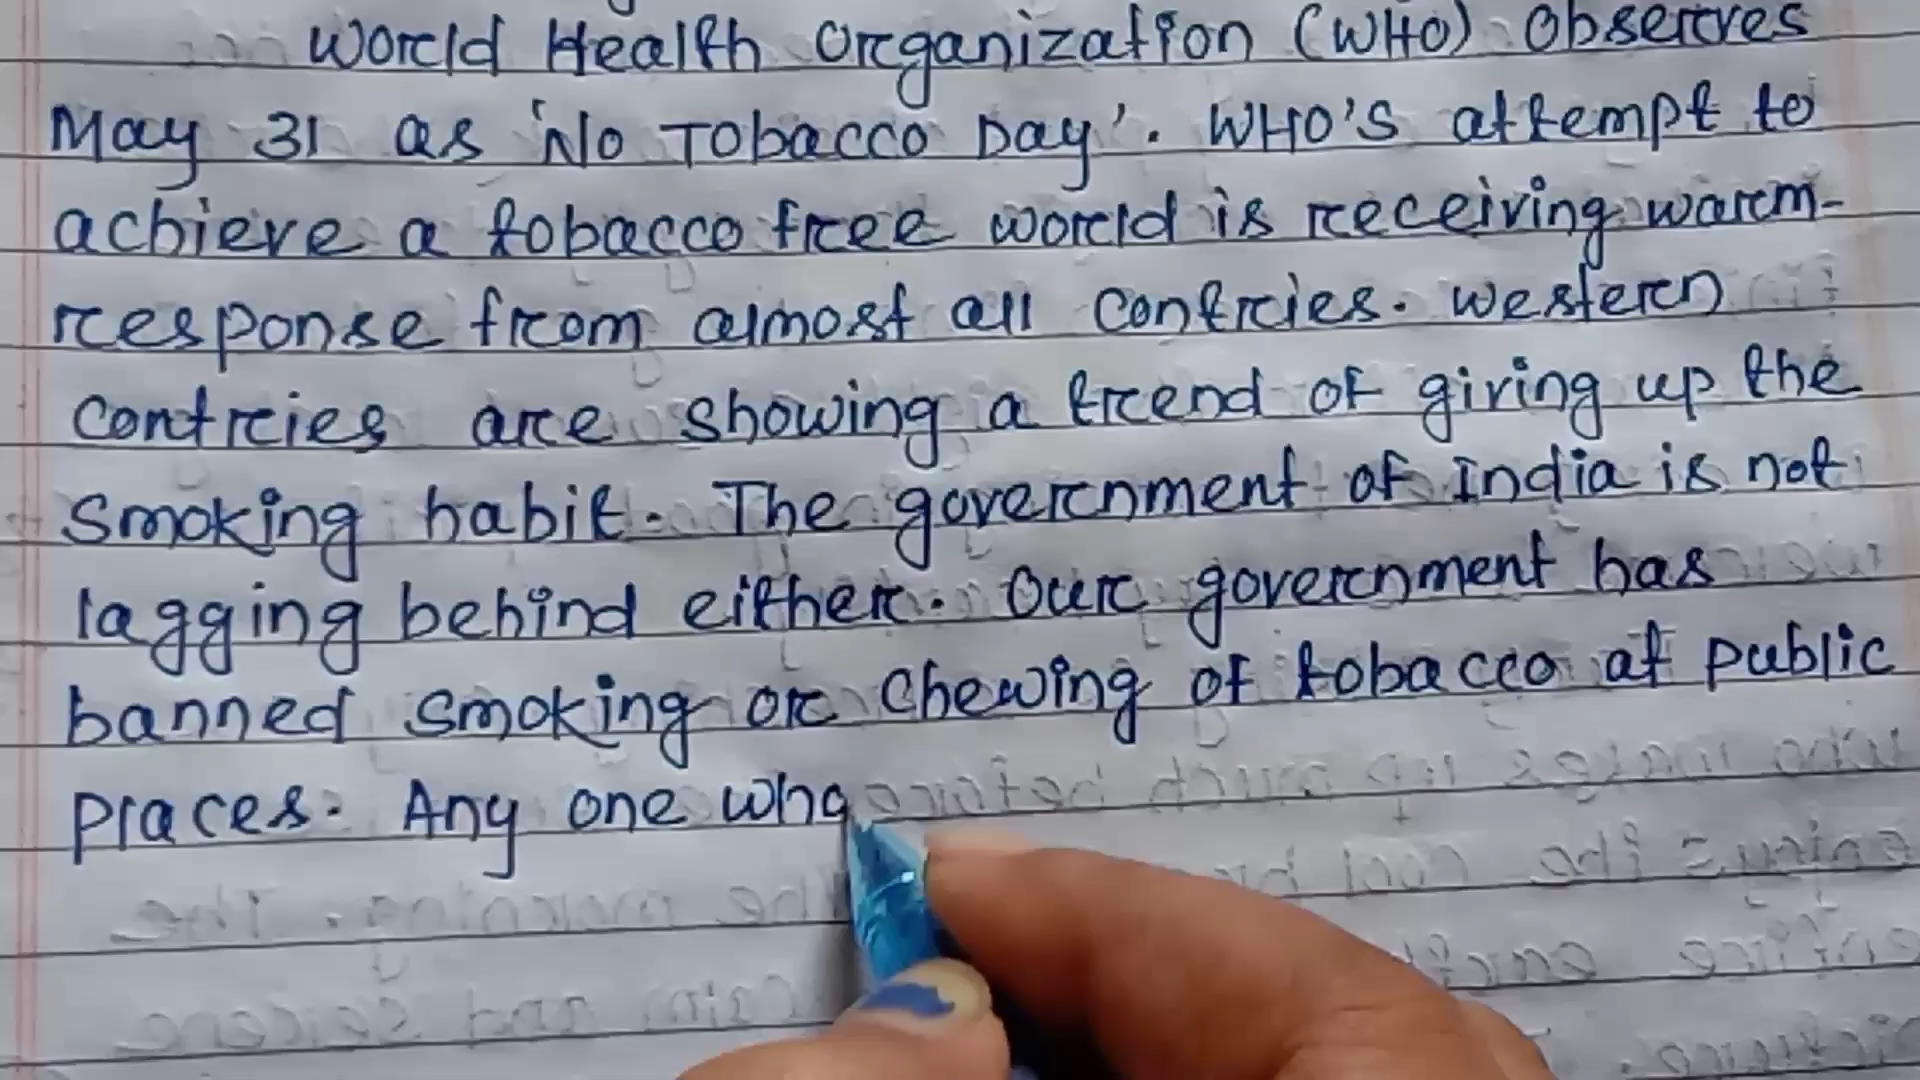 World Health Organization (WHO) Observes
May 31 as 'No Tobacco Day'. WHO'S attempt to
achieve a tobacco free world is receiving warm-
response from almost all Contries. Western
Contries are showing a trend of giving up the
Smoking habit. The government of India is not
lagging behind either. Our government has
banned smoking or Chewing of tobacco at public
places. Any one who